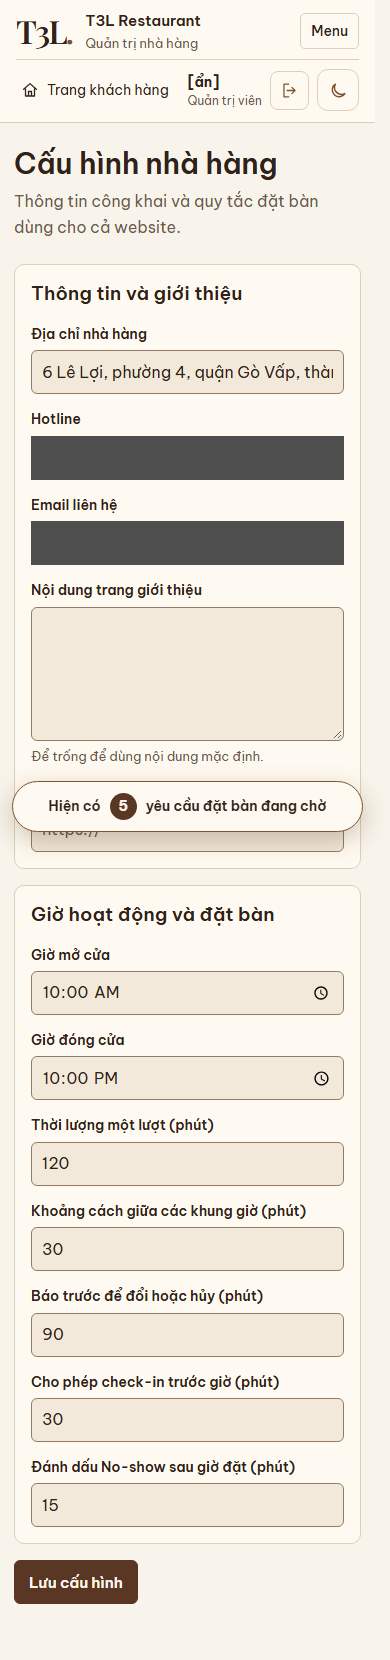 T3L.
T3L Restaurant
Quản trị nhà hàng
Menu
Trang khách hàng
[ẩn]
Quản trị viên
Cấu hình nhà hàng
Thông tin công khai và quy tắc đặt bàn
dùng cho cả website.
Thông tin và giới thiệu
Địa chỉ nhà hàng
6 Lê Lợi, phường 4, quận Gò Vấp, thàn
Hotline
Email liên hệ
Nội dung trang giới thiệu
Để trống để dùng nội dung mặc định.
Hiện có 5 yêu cầu đặt bàn đang chờ
https://
Giờ hoạt động và đặt bàn
Giờ mở cửa
10:00 AM
Giờ đóng cửa
10:00 PM
Thời lượng một lượt (phút)
120
Khoảng cách giữa các khung giờ (phút)
30
Báo trước để đổi hoặc hủy (phút)
90
Cho phép check-in trước giờ (phút)
30
Đánh dấu No-show sau giờ đặt (phút)
15
Lưu cấu hình